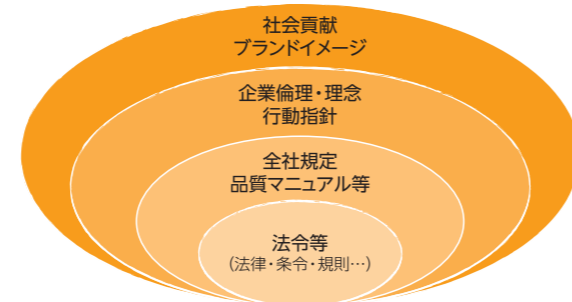 社会貢献
ブランドイメージ
企業倫理・理念
行動指針
全社規定
品質マニュアル等
法令等
(法律・条令・規則…)